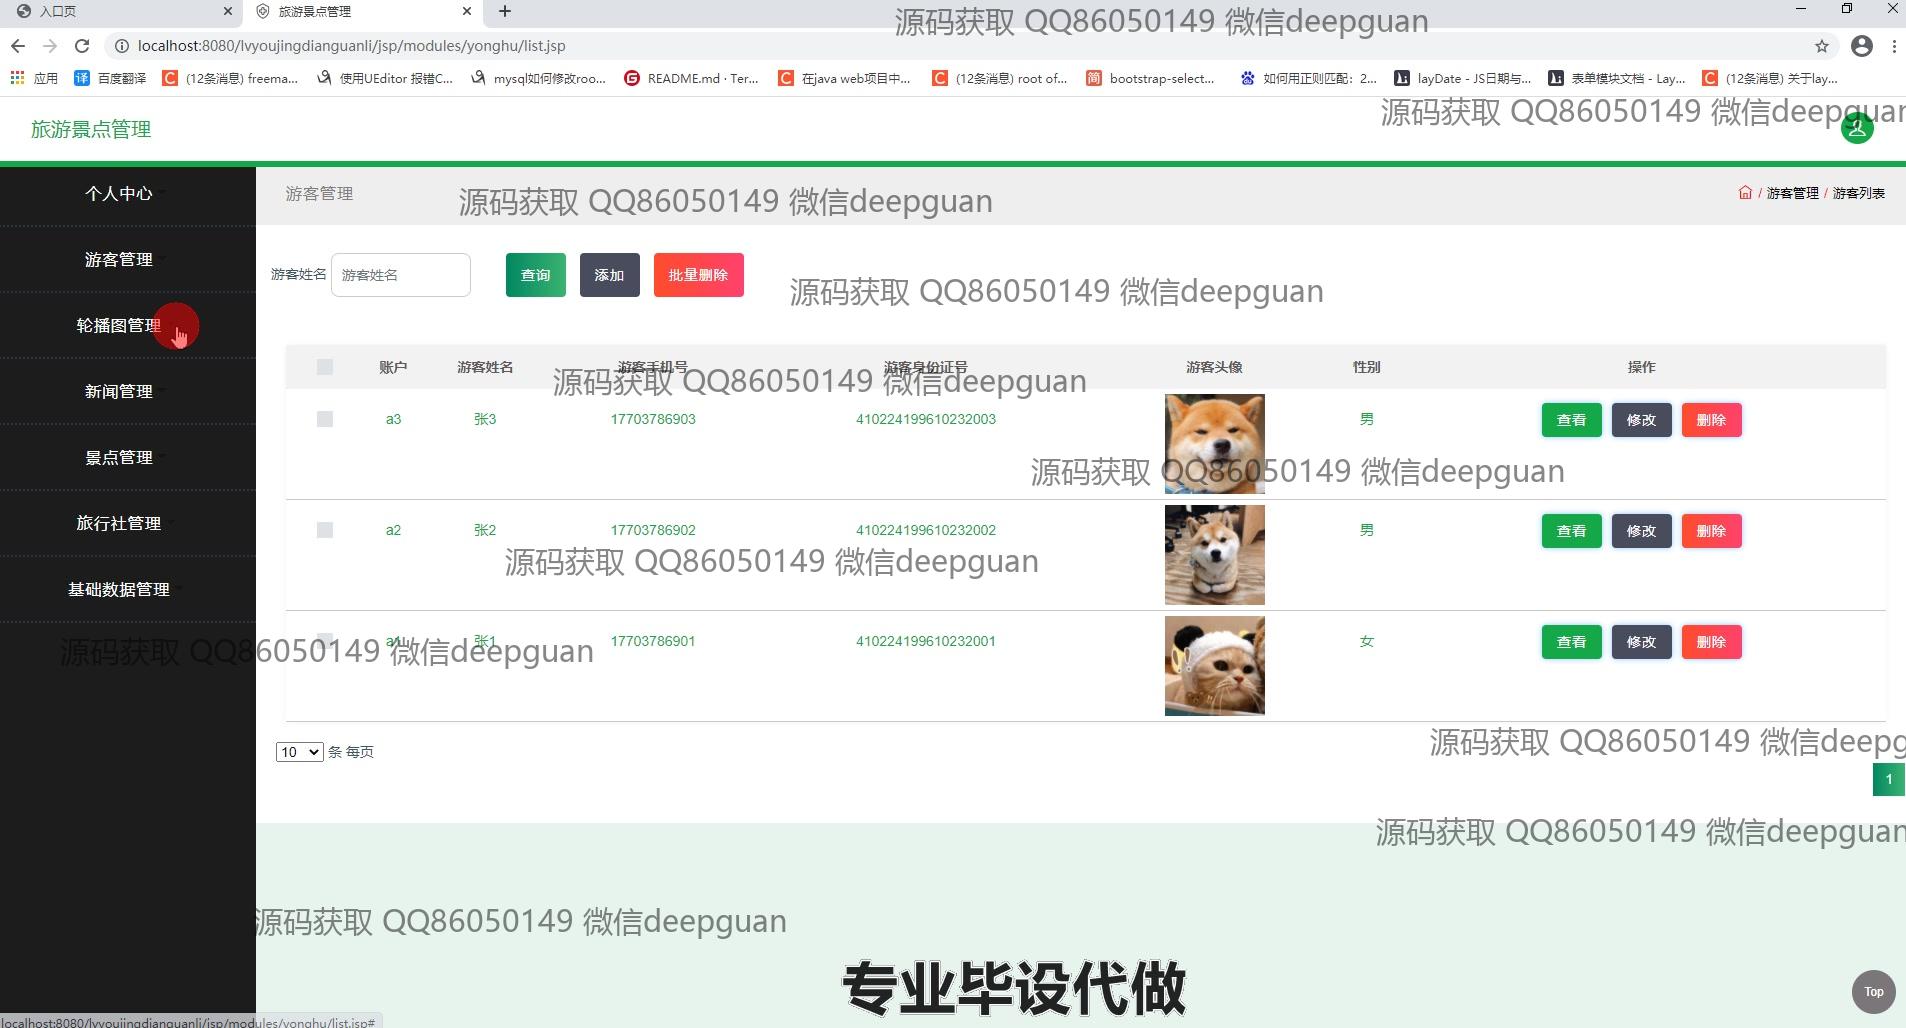 入口页
旅游景点管理
localhost:8080/lvyoujingdianguanli/jsp/modules/yonghu/list.jsp
应用 百度翻译 (12条消息) freema... 使用UEditor 报错C... mysql如何修改roo... README.md · Ter... 在java web项目中... (12条消息) root of... bootstrap-select... 如何用正则匹配：2... layDate - JS日期与... 表单模块文档 - Lay... (12条消息) 关于lay...
源码获取 QQ86050149 微信deepguan
源码获取 QQ86050149 微信deepguan
旅游景点管理
个人中心
游客管理
轮播图管理
新闻管理
景点管理
旅行社管理
基础数据管理
游客管理
源码获取 QQ86050149 微信deepguan
/ 游客管理 / 游客列表
游客姓名 游客姓名 查询 添加 批量删除
源码获取 QQ86050149 微信deepguan
账户 游客姓名 游客手机号 游客身份证号 游客头像 性别 操作
源码获取 QQ86050149 微信deepguan
a3 张3 17703786903 410224199610232003 男 查看 修改 删除
源码获取 QQ86050149 微信deepguan
a2 张2 17703786902 410224199610232002 男 查看 修改 删除
源码获取 QQ86050149 微信deepguan
a1 张1 17703786901 410224199610232001 女 查看 修改 删除
源码获取 QQ86050149 微信deepguan
10 条 每页
源码获取 QQ86050149 微信deepg
1
源码获取 QQ86050149 微信deepguan
源码获取 QQ86050149 微信deepguan
专业毕设代做
Top
localhost:8080/lvyoujingdianguanli/jsp/modules/yonghu/list.jsp#